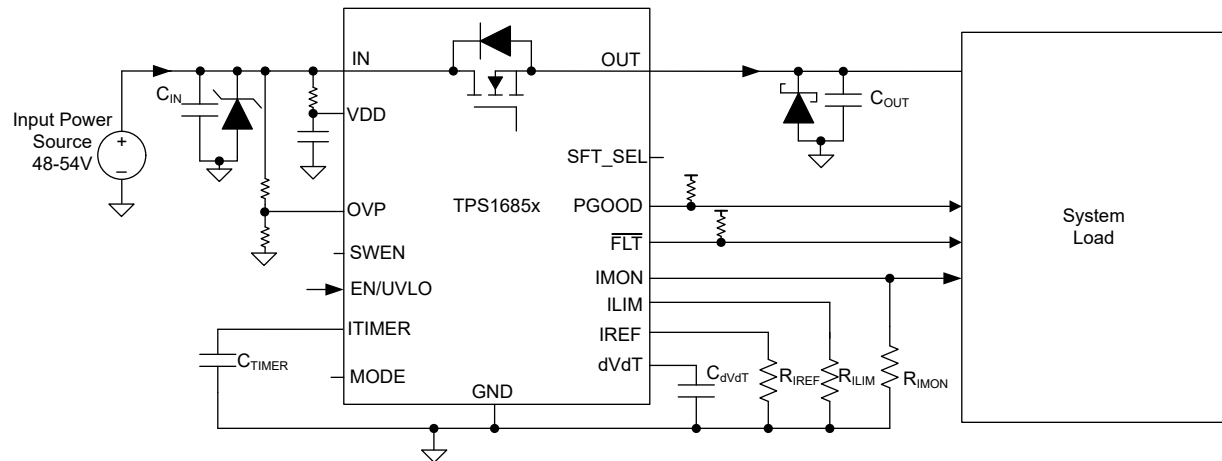 IN
OUT
C_IN
VDD
C_OUT
Input Power
Source
48-54V
SFT_SEL
OVP
TPS1685x
PGOOD
System
Load
SWEN
FLT
EN/UVLO
IMON
ILIM
ITIMER
IREF
C_TIMER
dVdT
MODE
C_dVdT
R_IREF
R_ILIM
R_IMON
GND